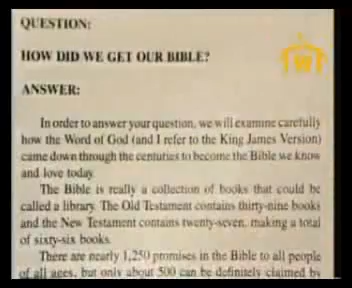 QUESTION:
HOW DID WE GET OUR BIBLE?
W
ANSWER:
In order to answer your question, we will examine carefully
how the Word of God (and I refer to the King James Version)
came down through the centuries to become the Bible we know
and love today.
The Bible is really a collection of books that could be
called a library. The Old Testament contains thirty-nine books
and the New Testament contains twenty-seven, making a total
of sixty-six books.
There are nearly 1,250 promises in the Bible to all people
of all ages, but only about 500 can be definitely claimed by